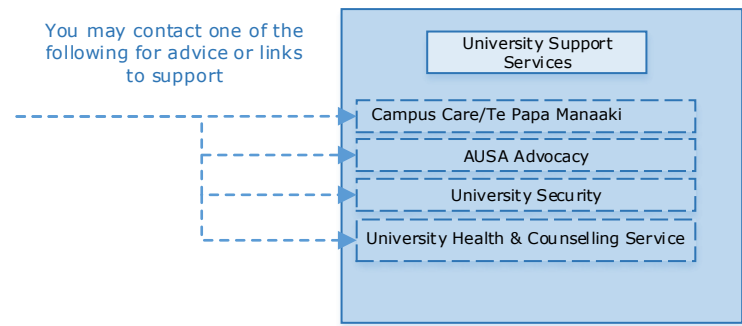 You may contact one of the
following for advice or links
to support
University Support
Services
Campus Care/Te Papa Manaaki
AUSA Advocacy
University Security
University Health & Counselling Service